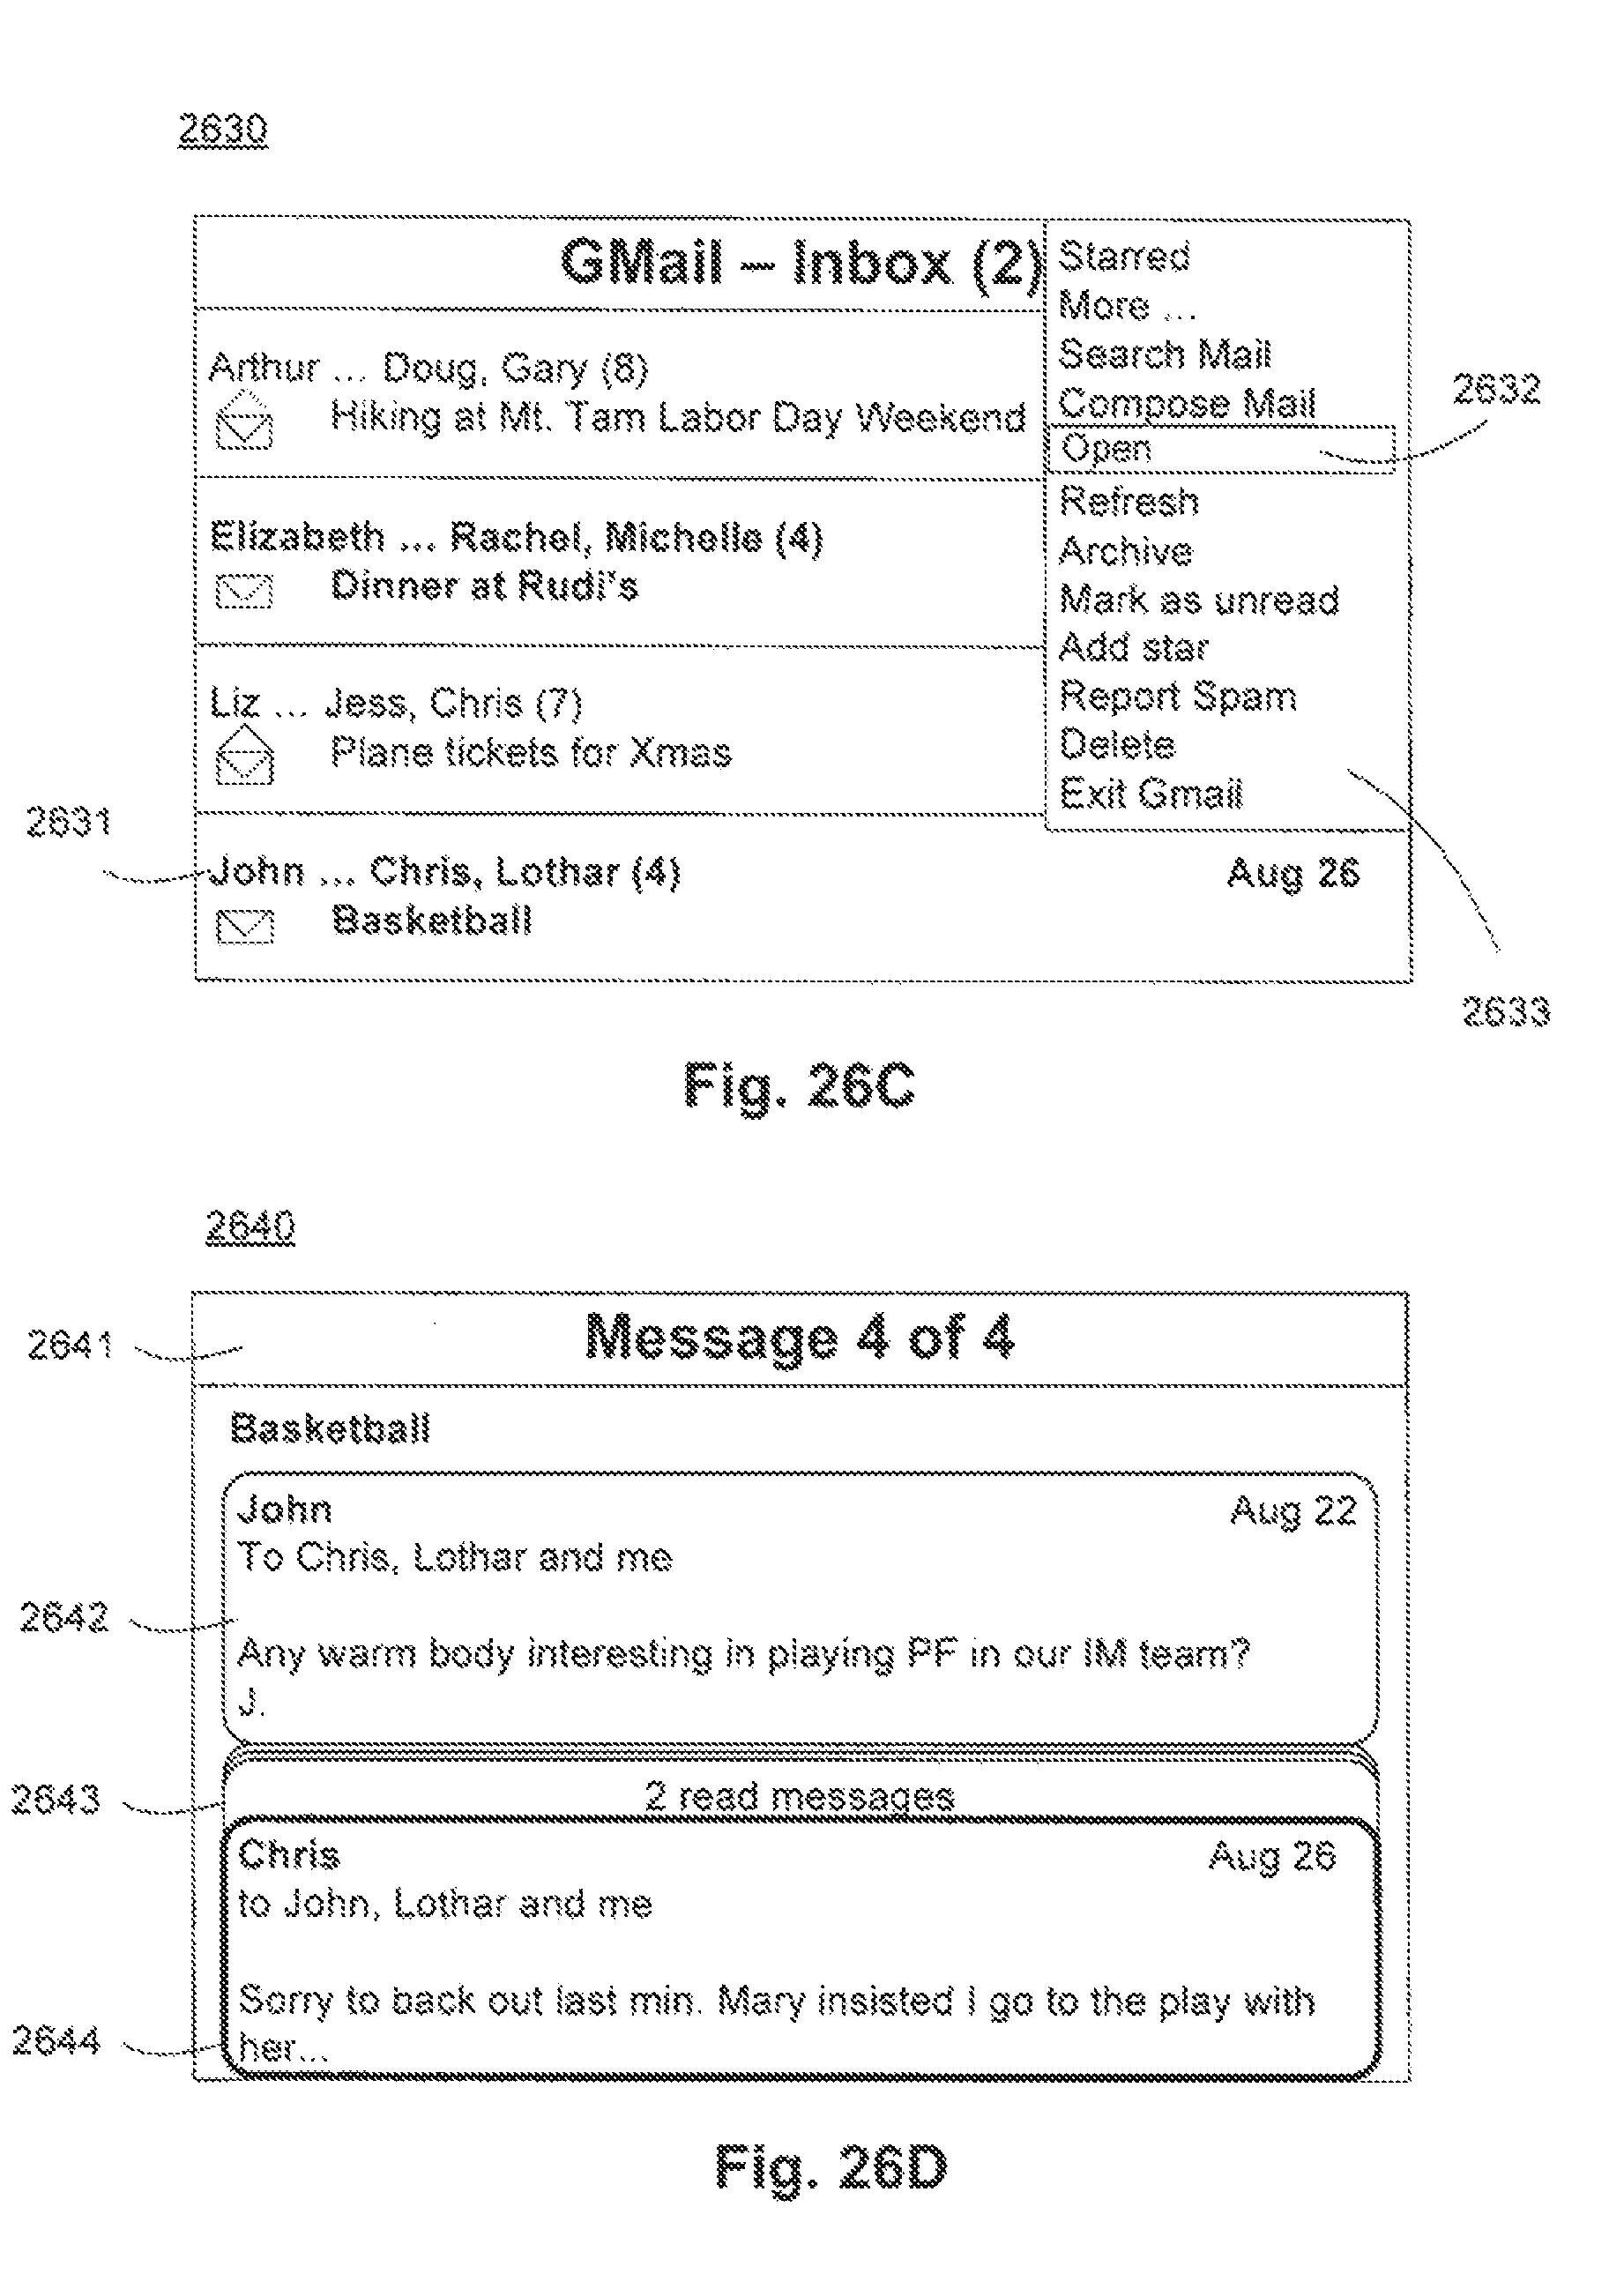 2630
GMail – Inbox (2)
Starred
More ...
Search Mail
Compose Mail
Open
Refresh
Archive
Mark as unread
Add star
Report Spam
Delete
Exit Gmail
2632
2633
Arthur ... Doug, Gary (8)
Hiking at Mt. Tam Labor Day Weekend
Elizabeth ... Rachel, Michelle (4)
Dinner at Rudi's
Liz ... Jess, Chris (7)
Plane tickets for Xmas
2631
John ... Chris, Lothar (4) Aug 26
Basketball
Fig. 26C
2640
2641
Message 4 of 4
Basketball
John Aug 22
To Chris, Lothar and me
2642
Any warm body interesting in playing PF in our IM team?
J.
2643
2 read messages
Chris Aug 26
to John, Lothar and me
Sorry to back out last min. Mary insisted I go to the play with
2644
her...
Fig. 26D